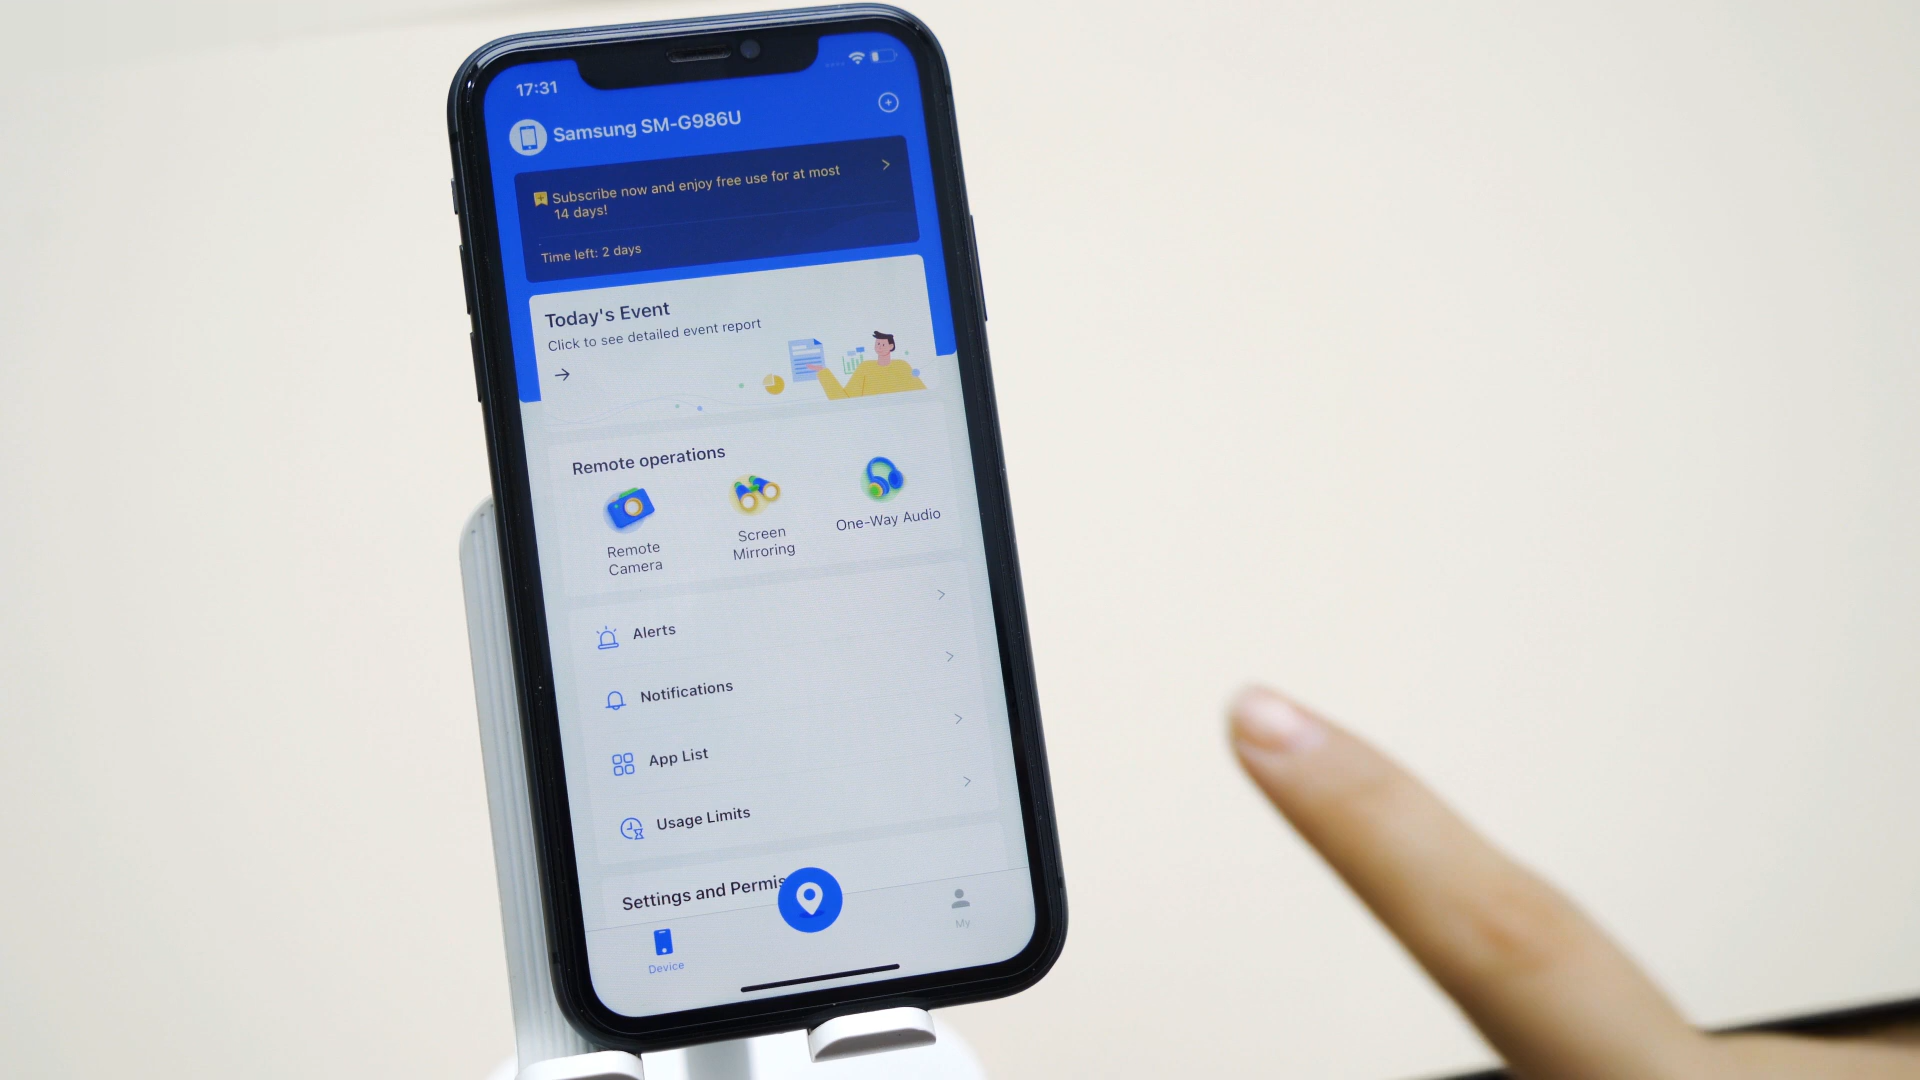 17:31
Samsung SM-G986U
Subscribe now and enjoy free use for at most
14 days!
Time left: 2 days
Today's Event
Click to see detailed event report
Remote operations
Remote
Camera
Screen
Mirroring
One-Way Audio
Alerts
Notifications
App List
Usage Limits
Settings and Permis
Device
My